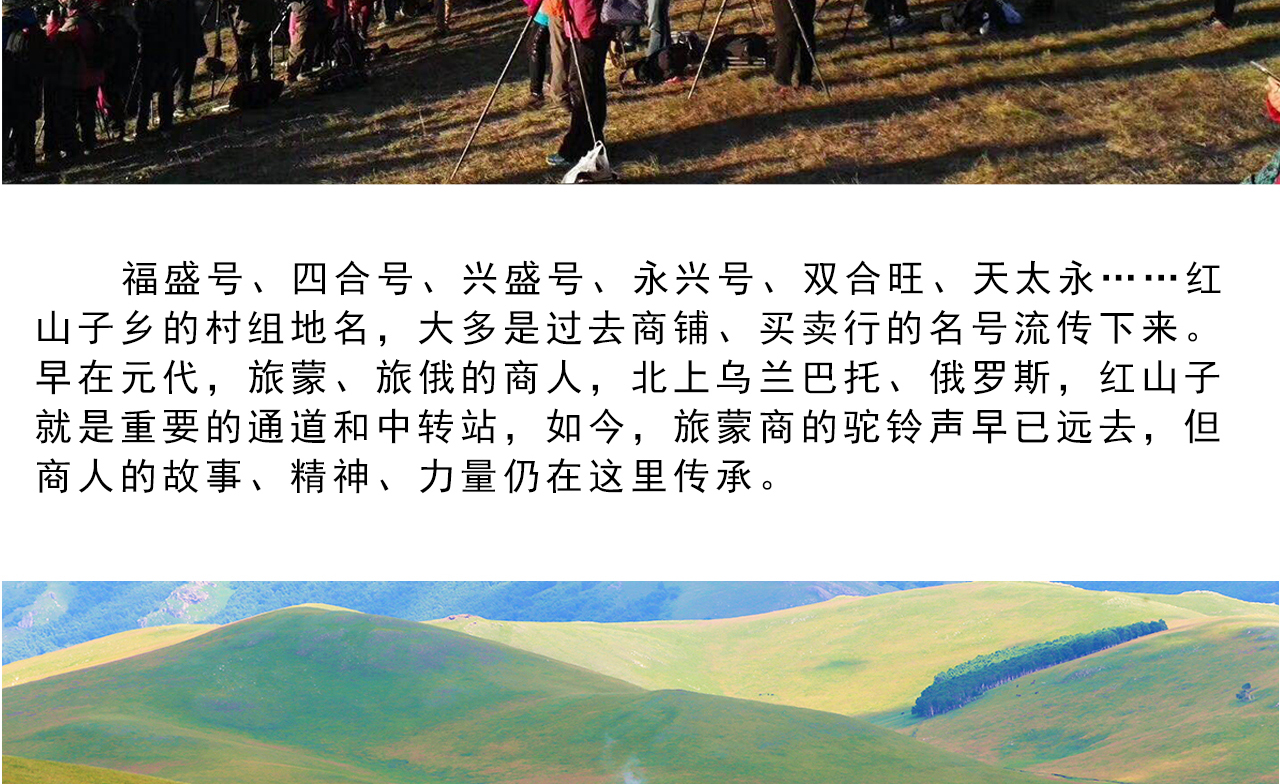 福盛号、四合号、兴盛号、永兴号、双合旺、天太永……红
山子乡的村组地名，大多是过去商铺、买卖行的名号流传下来。
早在元代，旅蒙、旅俄的商人，北上乌兰巴托、俄罗斯，红山子
就是重要的通道和中转站，如今，旅蒙商的驼铃声早已远去，但
商人的故事、精神、力量仍在这里传承。